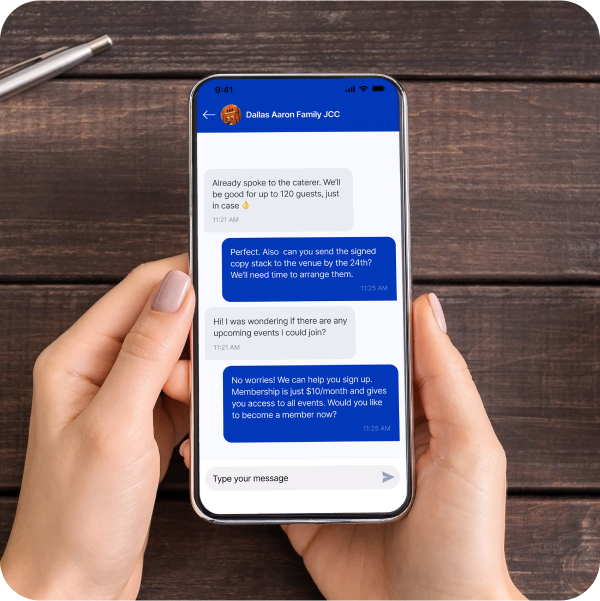 9:41
Dallas Aaron Family JCC
Already spoke to the caterer. We'll
be good for up to 120 guests, just
in case 👌
11:21 AM
Perfect. Also  can you send the signed
copy stack to the venue by the 24th?
We'll need time to arrange them.
11:25 AM
Hi! I was wondering if there are any
upcoming events I could join?
11:21 AM
No worries! We can help you sign up.
Membership is just $10/month and gives
you access to all events. Would you like
to become a member now?
11:25 AM
Type your message